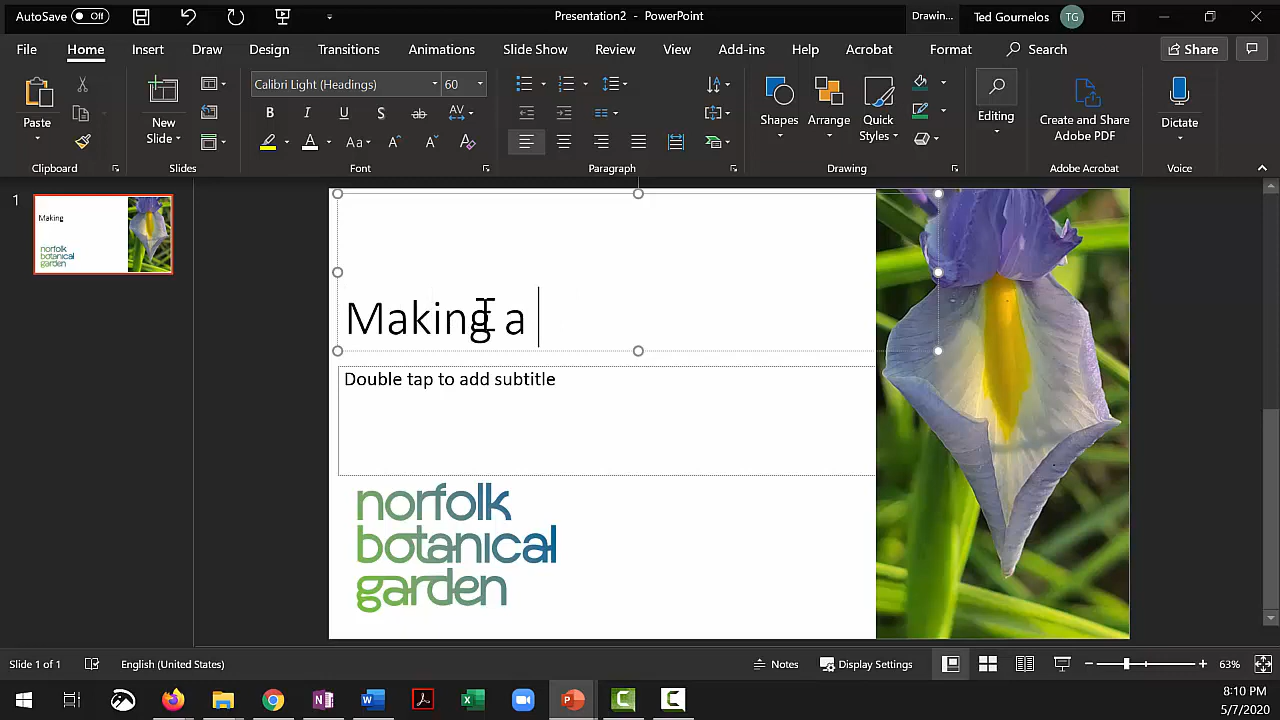 AutoSave Off
Presentation2 - PowerPoint
Drawin...
Ted Gournelos TG
File Home Insert Draw Design Transitions Animations Slide Show Review View Add-ins Help Acrobat Format Search Share
Calibri Light (Headings) 60
Paste
New Slide
Shapes
Arrange
Quick Styles
Editing
Create and Share Adobe PDF
Dictate
Clipboard Slides Font Paragraph Drawing Adobe Acrobat Voice
1
Making
norfolk
botanical
garden
Making a
Double tap to add subtitle
norfolk
botanical
garden
Slide 1 of 1 English (United States) Notes Display Settings 63%
8:10 PM
5/7/2020